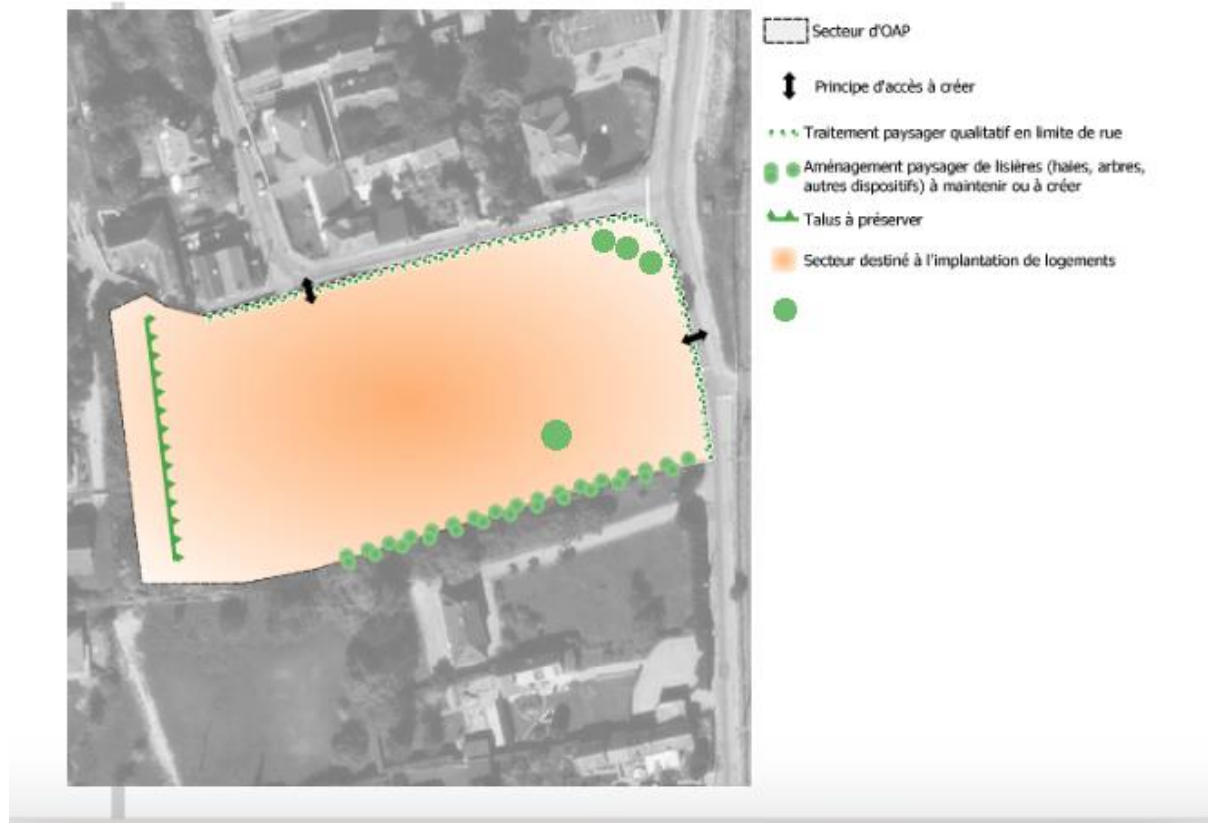 Secteur d'OAP
Principe d'accès à créer
Traitement paysager qualitatif en limite de rue
Aménagement paysager de lisières (haies, arbres,
autres dispositifs) à maintenir ou à créer
Talus à préserver
Secteur destiné à l'implantation de logements